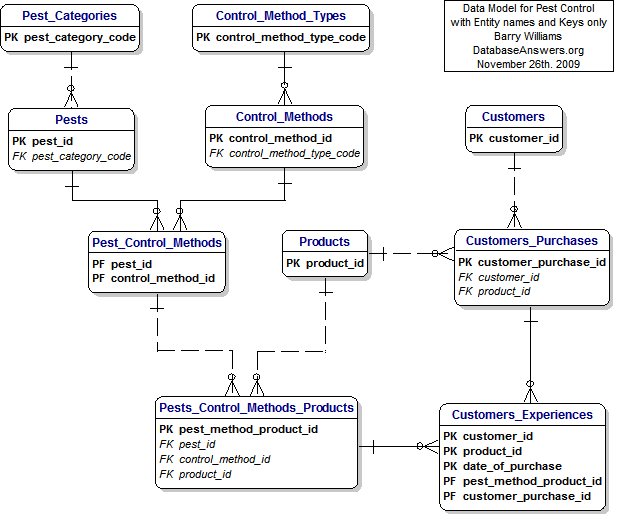 Pest_Categories
PK pest_category_code
Control_Method_Types
PK control_method_type_code
Data Model for Pest Control
with Entity names and Keys only
Barry Williams
DatabaseAnswers.org
November 26th. 2009
Pests
PK pest_id
FK pest_category_code
Control_Methods
PK control_method_id
FK control_method_type_code
Customers
PK customer_id
Pest_Control_Methods
PF pest_id
PF control_method_id
Products
PK product_id
Customers_Purchases
PK customer_purchase_id
FK customer_id
FK product_id
Pests_Control_Methods_Products
PK pest_method_product_id
FK pest_id
FK control_method_id
FK product_id
Customers_Experiences
PK customer_id
PK product_id
PK date_of_purchase
PF pest_method_product_id
PF customer_purchase_id